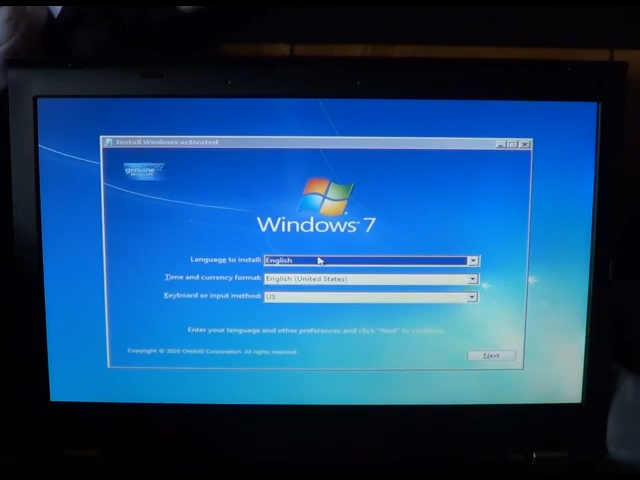 Install Windows activated
genuine
Windows 7
Language to install: English
Time and currency format: English (United States)
Keyboard or input method: US
Enter your language and other preferences and click "Next" to continue.
Copyright © 2010 Orbit30 Corporation. All rights reserved.
Next